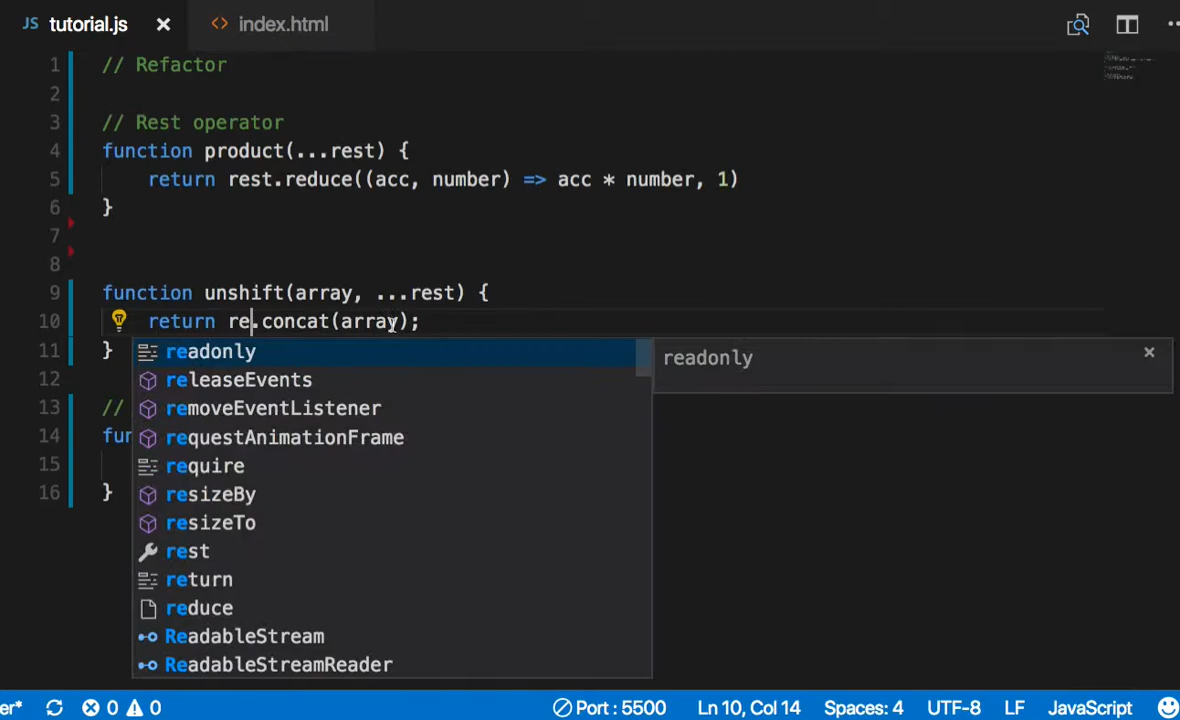 JS tutorial.js × <> index.html
1 // Refactor
2
3 // Rest operator
4 function product(...rest) {
5 return rest.reduce((acc, number) => acc * number, 1)
6 }
7
8
9 function unshift(array, ...rest) {
10 return re.concat(array);
11 }
readonly
readonly ×
releaseEvents
12
removeEventListener
13 //
requestAnimationFrame
14 fun
require
15
resizeBy
16 }
resizeTo
rest
return
reduce
ReadableStream
ReadableStreamReader
er* 0 0 Port : 5500 Ln 10, Col 14 Spaces: 4 UTF-8 LF JavaScript